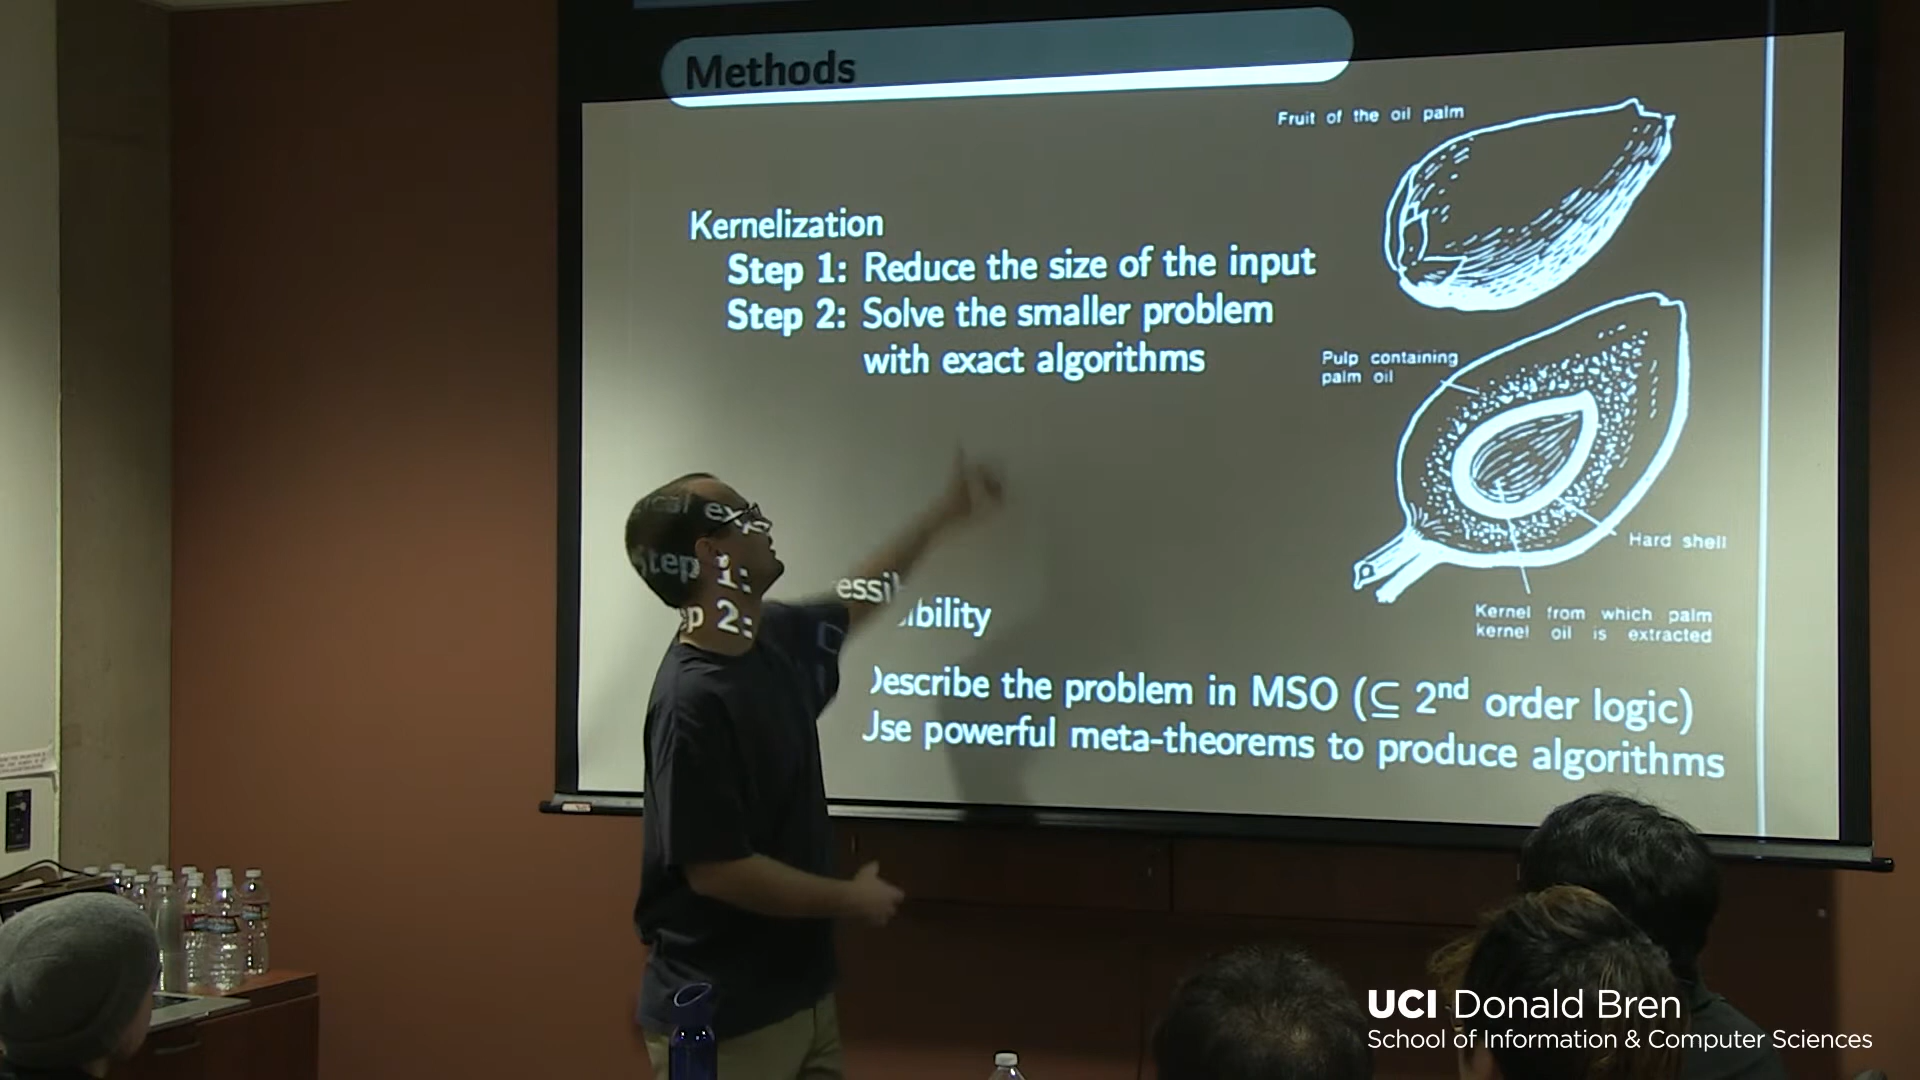 Methods
Fruit of the oil palm
Kernelization
Step 1: Reduce the size of the input
Step 2: Solve the smaller problem
with exact algorithms
Pulp containing
palm oil
Hard shell
Kernel from which palm
kernel oil is extracted
Step 1: Describe the problem in MSO (⊆ 2nd order logic)
Step 2: Use powerful meta-theorems to produce algorithms
UCI Donald Bren
School of Information & Computer Sciences